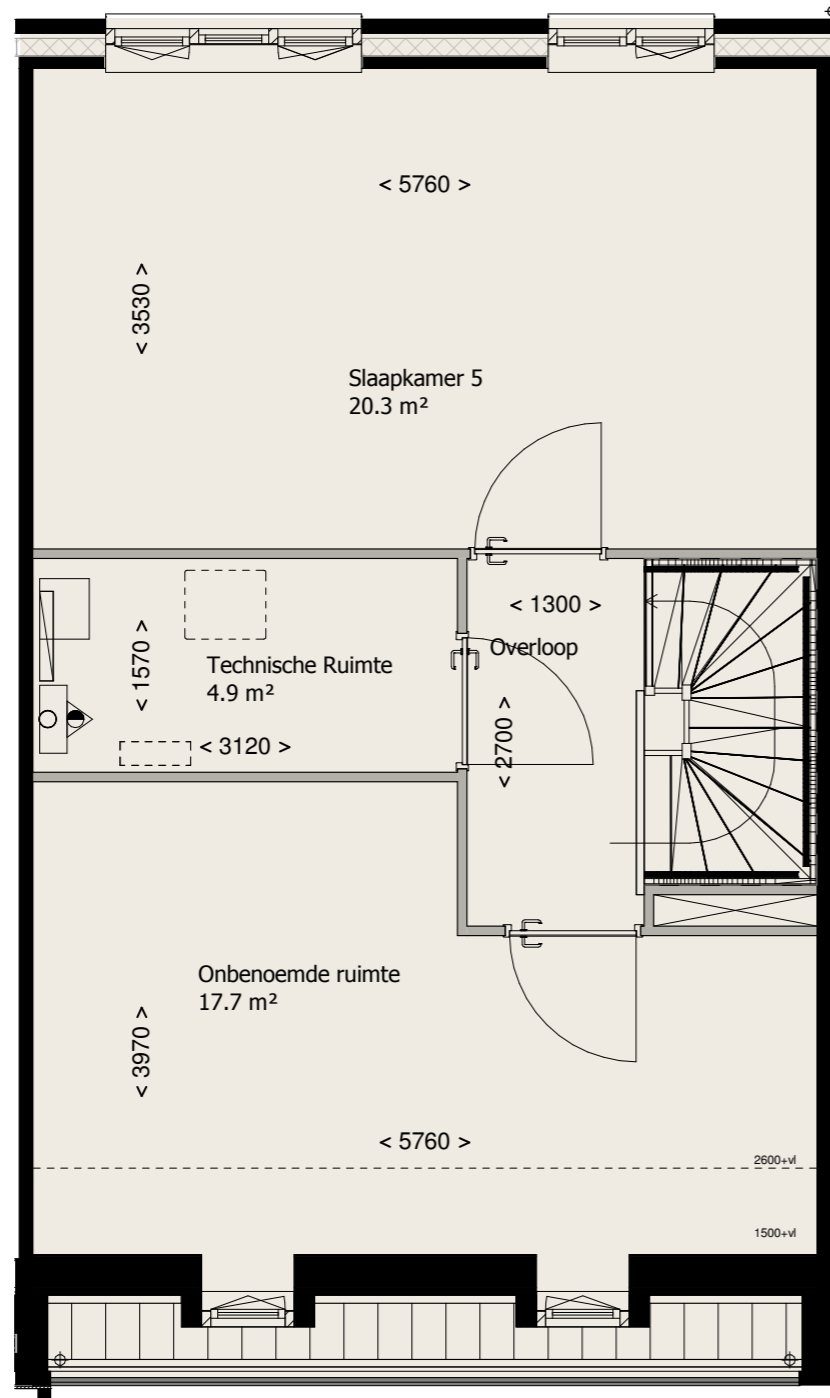 < 5760 >
< 3530 >
Slaapkamer 5
20.3 m²
< 1300 >
Overloop
< 1570 >
Technische Ruimte
4.9 m²
< 3120 >
< 2700 >
Onbenoemde ruimte
17.7 m²
< 3970 >
< 5760 >
2600+vl
1500+vl